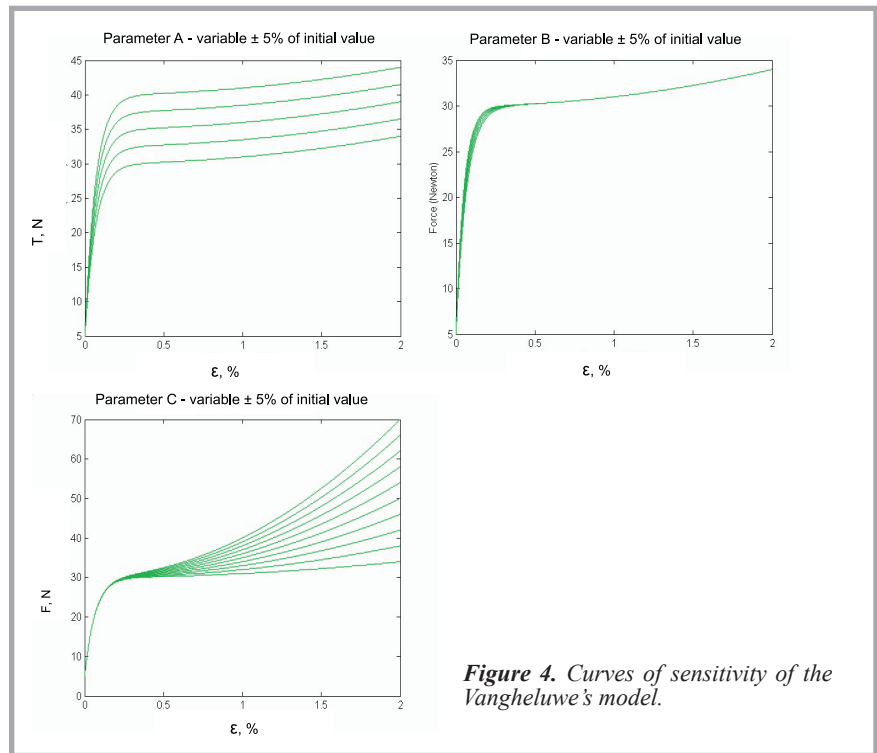 Parameter A - variable ± 5% of initial value
45
40
35
30
25
20
15
10
5
T, N
0 0.5 1 1.5 2
ε, %
Parameter B - variable ± 5% of initial value
35
30
25
20
15
10
5
Force (Newton)
0 0.5 1 1.5 2
ε, %
Parameter C - variable ± 5% of initial value
70
60
50
40
30
20
10
0
F, N
0 0.5 1 1.5 2
ε, %
Figure 4. Curves of sensitivity of the
Vangheluwe's model.